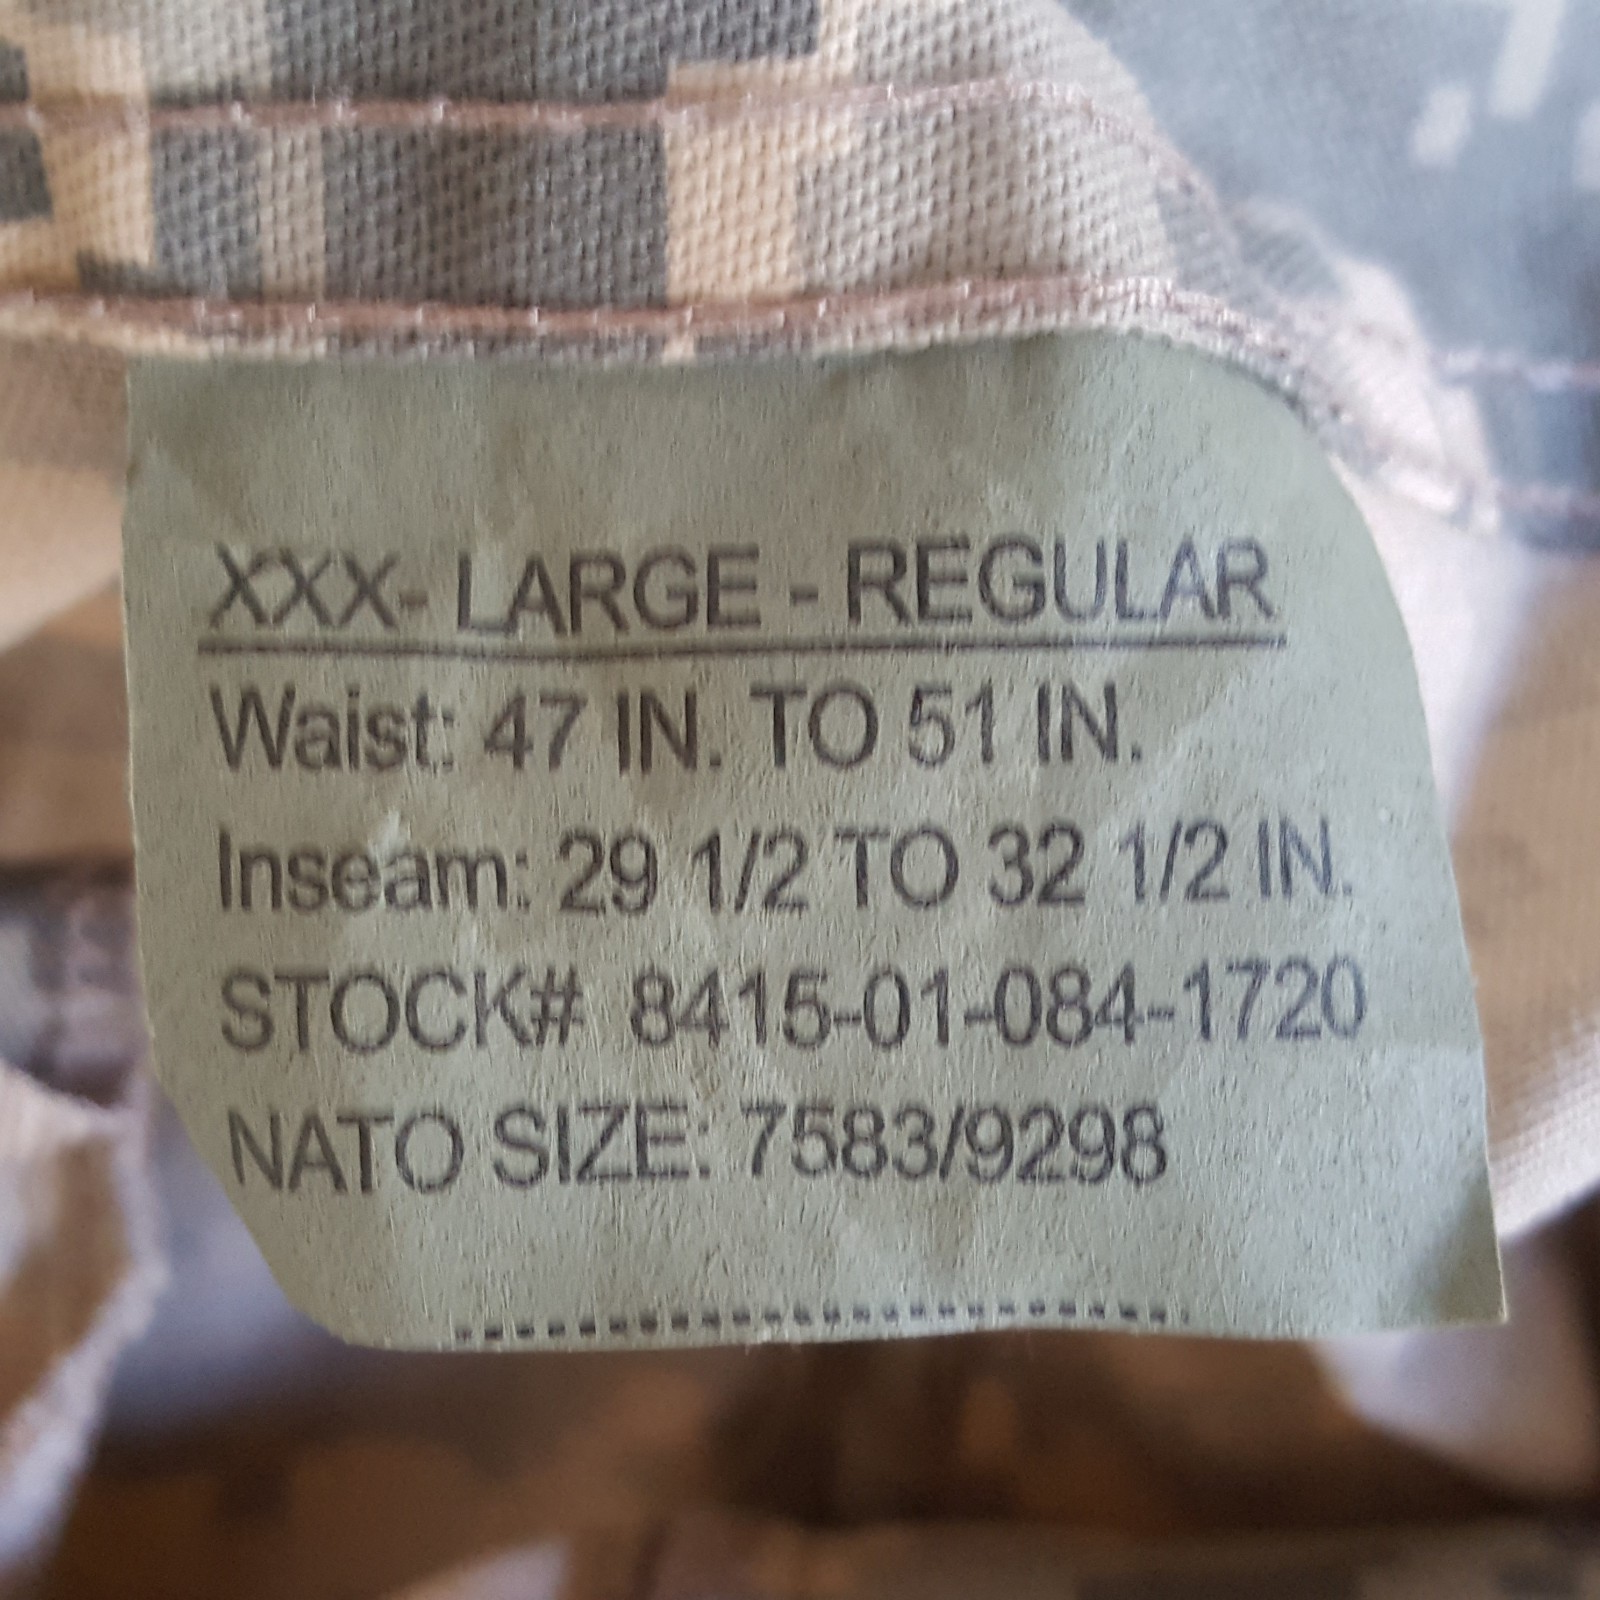 XXX- LARGE - REGULAR
Waist: 47 IN. TO 51 IN.
Inseam: 29 1/2 TO 32 1/2 IN.
STOCK# 8415-01-084-1720
NATO SIZE: 7583/9298